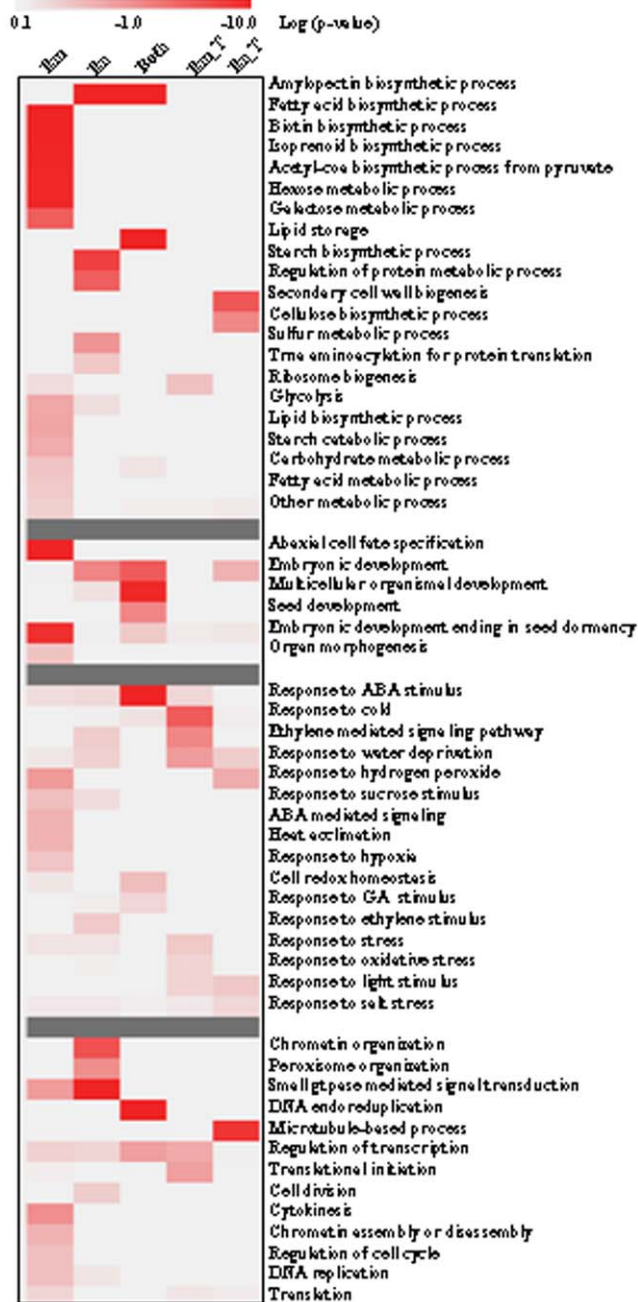 0.1 -1.0 -10.0 Log (p-value)
Em En Both Em_T En_T
Amylopectin biosynthetic process
Fatty acid biosynthetic process
Biotin biosynthetic process
Isoprenoid biosynthetic process
Acetyl-coa biosynthetic process from pyruvate
Hexose metabolic process
Galactose metabolic process
Lipid storage
Starch biosynthetic process
Regulation of protein metabolic process
Secondary cell wall biogenesis
Cellulose biosynthetic process
Sulfur metabolic process
Trna aminoacylation for protein translation
Ribosome biogenesis
Glycolysis
Lipid biosynthetic process
Starch catabolic process
Carbohydrate metabolic process
Fatty acid metabolic process
Other metabolic process
Abaxial cell fate specification
Embryonic development
Multicellular organismal development
Seed development
Embryonic development ending in seed dormancy
Organ morphogenesis
Response to ABA stimulus
Response to cold
Ethylene mediated signaling pathway
Response to water deprivation
Response to hydrogen peroxide
Response to sucrose stimulus
ABA mediated signaling
Heat acclimation
Response to hypoxia
Cell redox homeostasis
Response to GA stimulus
Response to ethylene stimulus
Response to stress
Response to oxidative stress
Response to light stimulus
Response to salt stress
Chromatin organization
Peroxisome organization
Small gtpase mediated signal transduction
DNA endoreduplication
Microtubule-based process
Regulation of transcription
Translational initiation
Cell division
Cytokinesis
Chromatin assembly or disassembly
Regulation of cell cycle
DNA replication
Translation